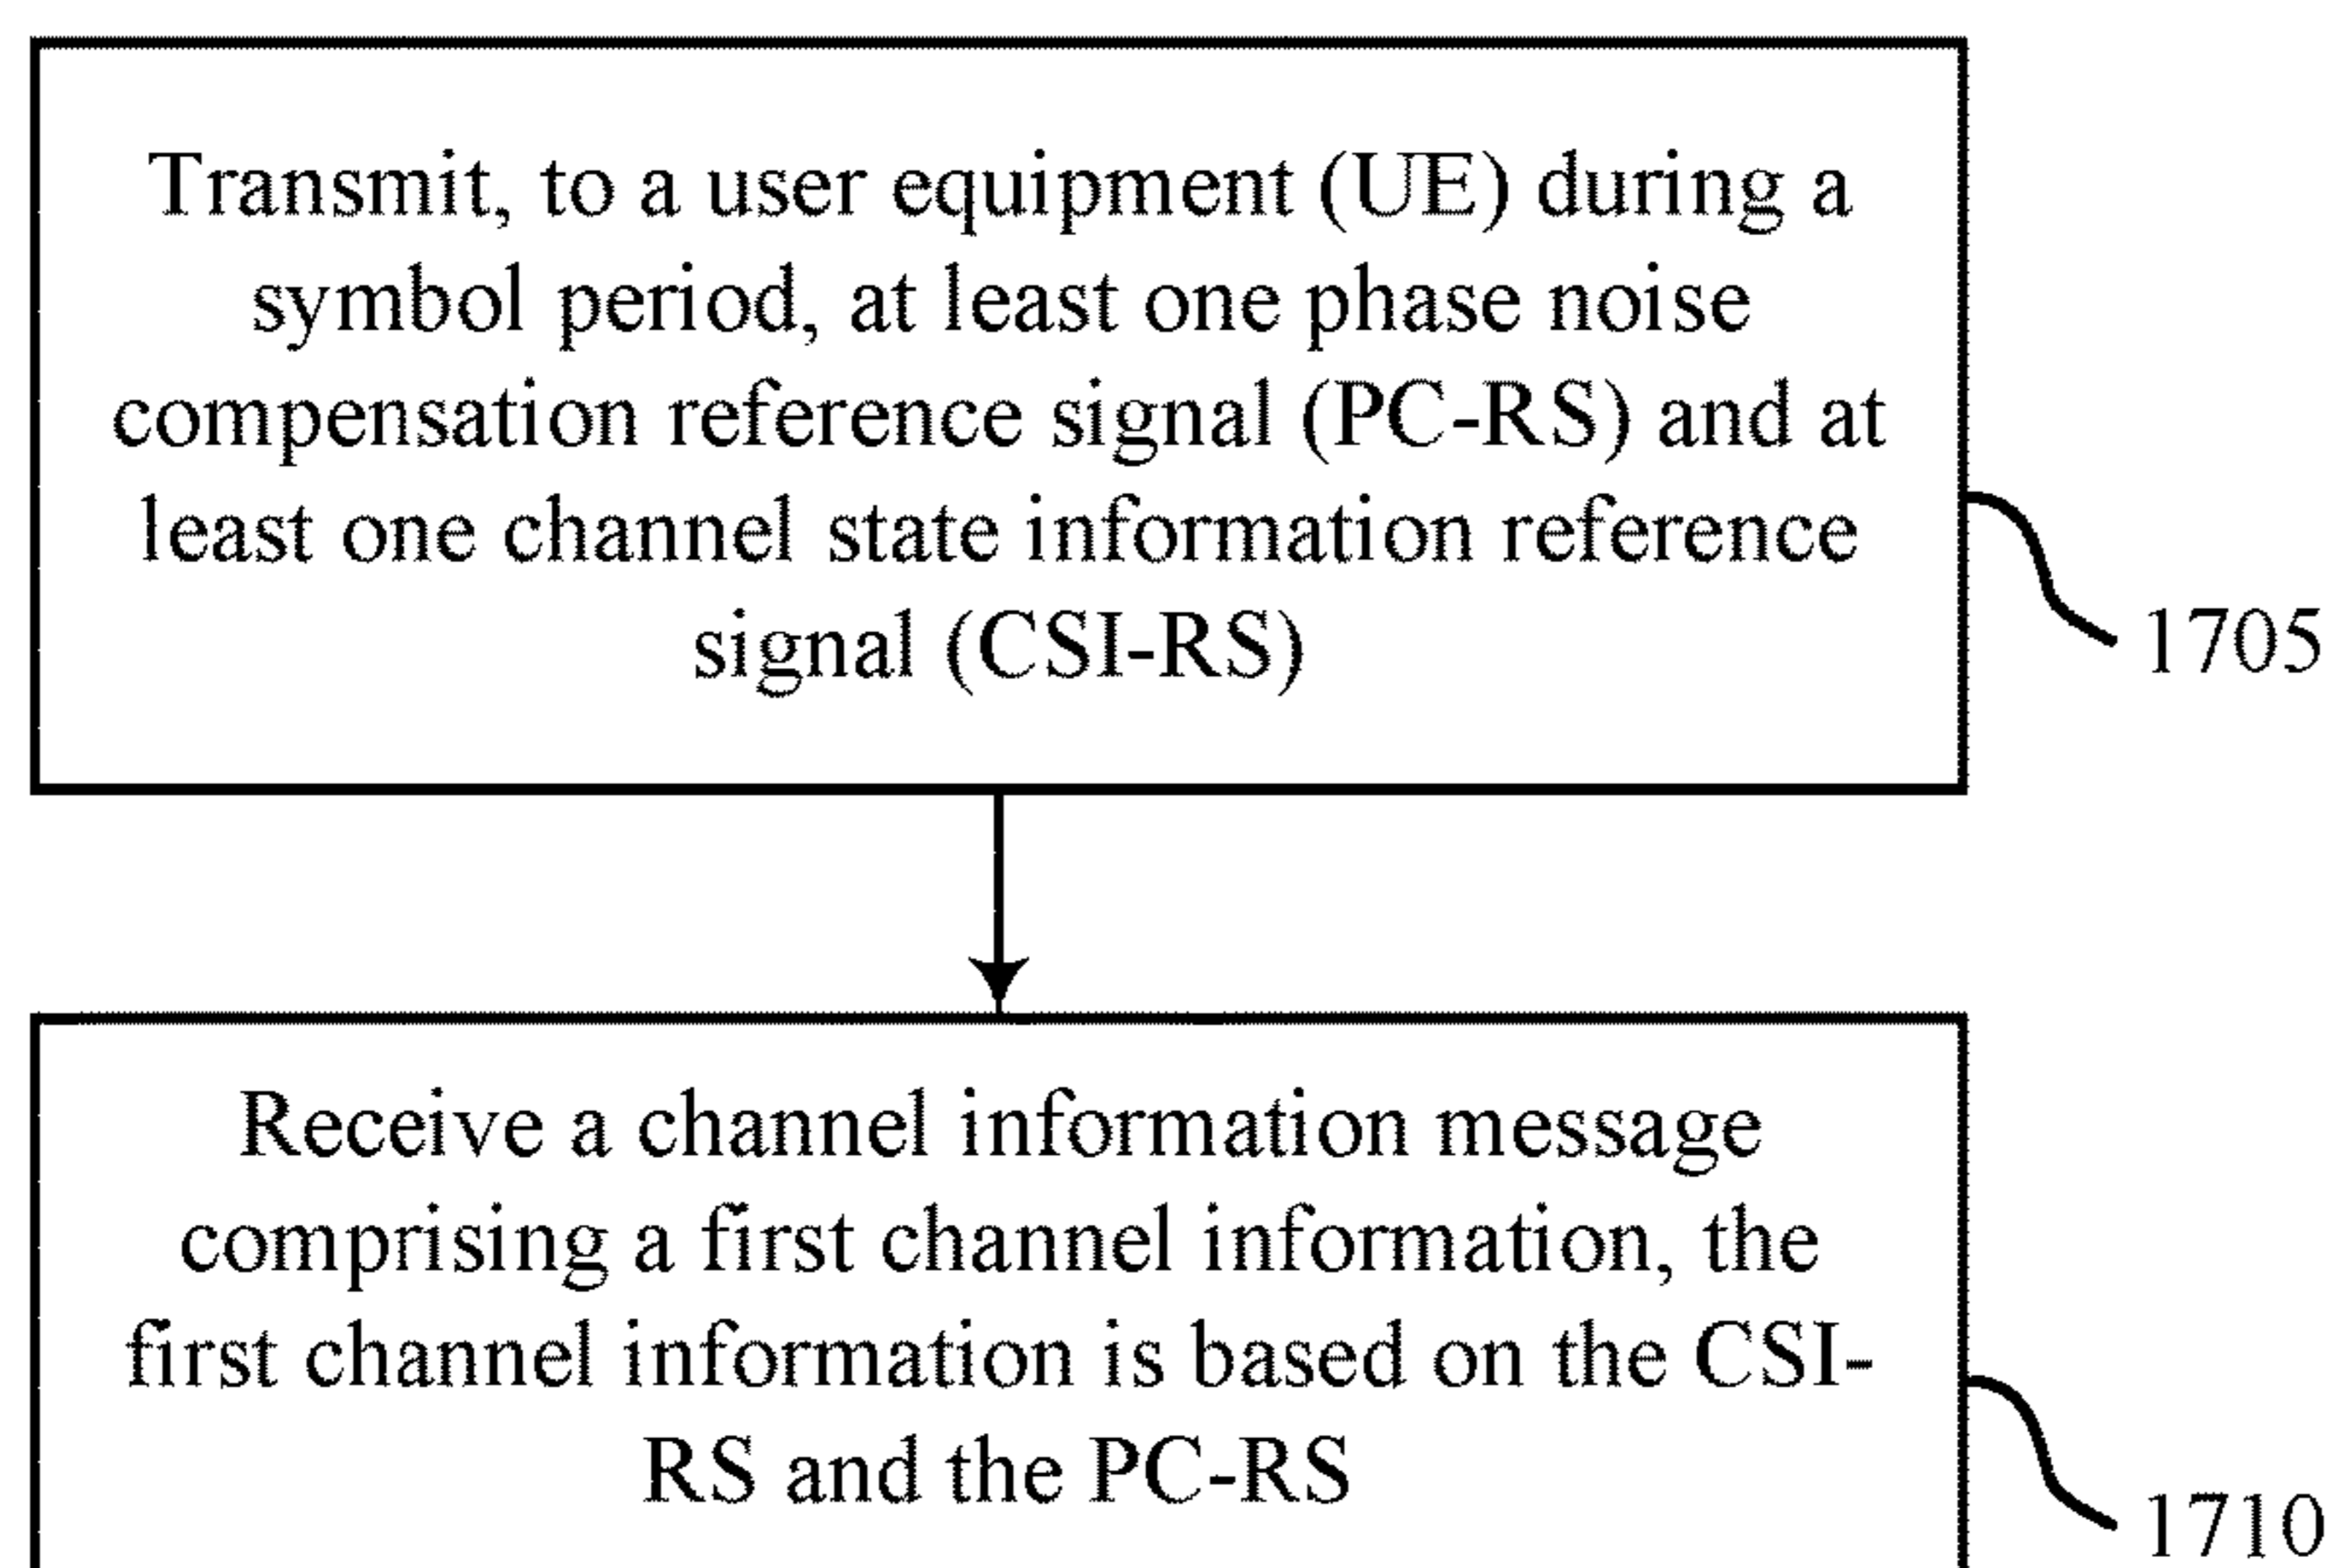 Transmit, to a user equipment (UE) during a
symbol period, at least one phase noise
compensation reference signal (PC-RS) and at
least one channel state information reference
signal (CSI-RS)
1705
Receive a channel information message
comprising a first channel information, the
first channel information is based on the CSI-
RS and the PC-RS
1710